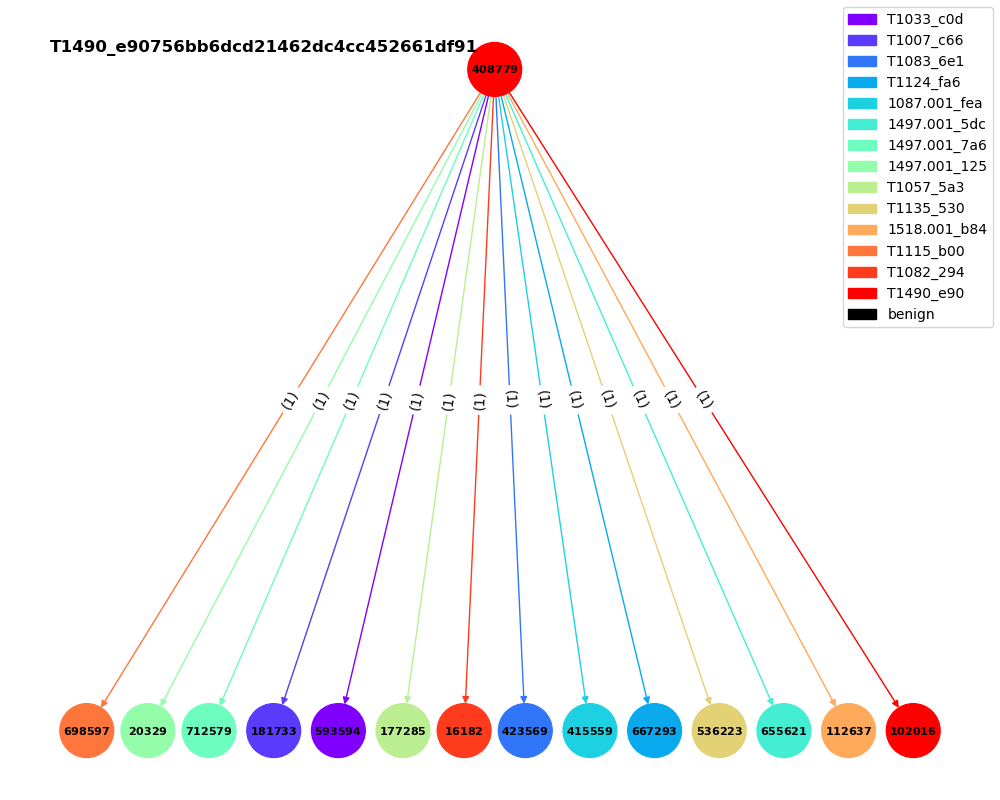 T1490_e90756bb6dcd21462dc4cc452661df91
408779
T1033_c0d
T1007_c66
T1083_6e1
T1124_fa6
1087.001_fea
1497.001_5dc
1497.001_7a6
1497.001_125
T1057_5a3
T1135_530
1518.001_b84
T1115_b00
T1082_294
T1490_e90
benign
(1) (1) (1) (1) (1) (1) (1) (1) (1) (1) (1) (1) (1) (1)
698597 20329 712579 181733 593594 177285 16182 423569 415559 667293 536223 655621 112637 102016